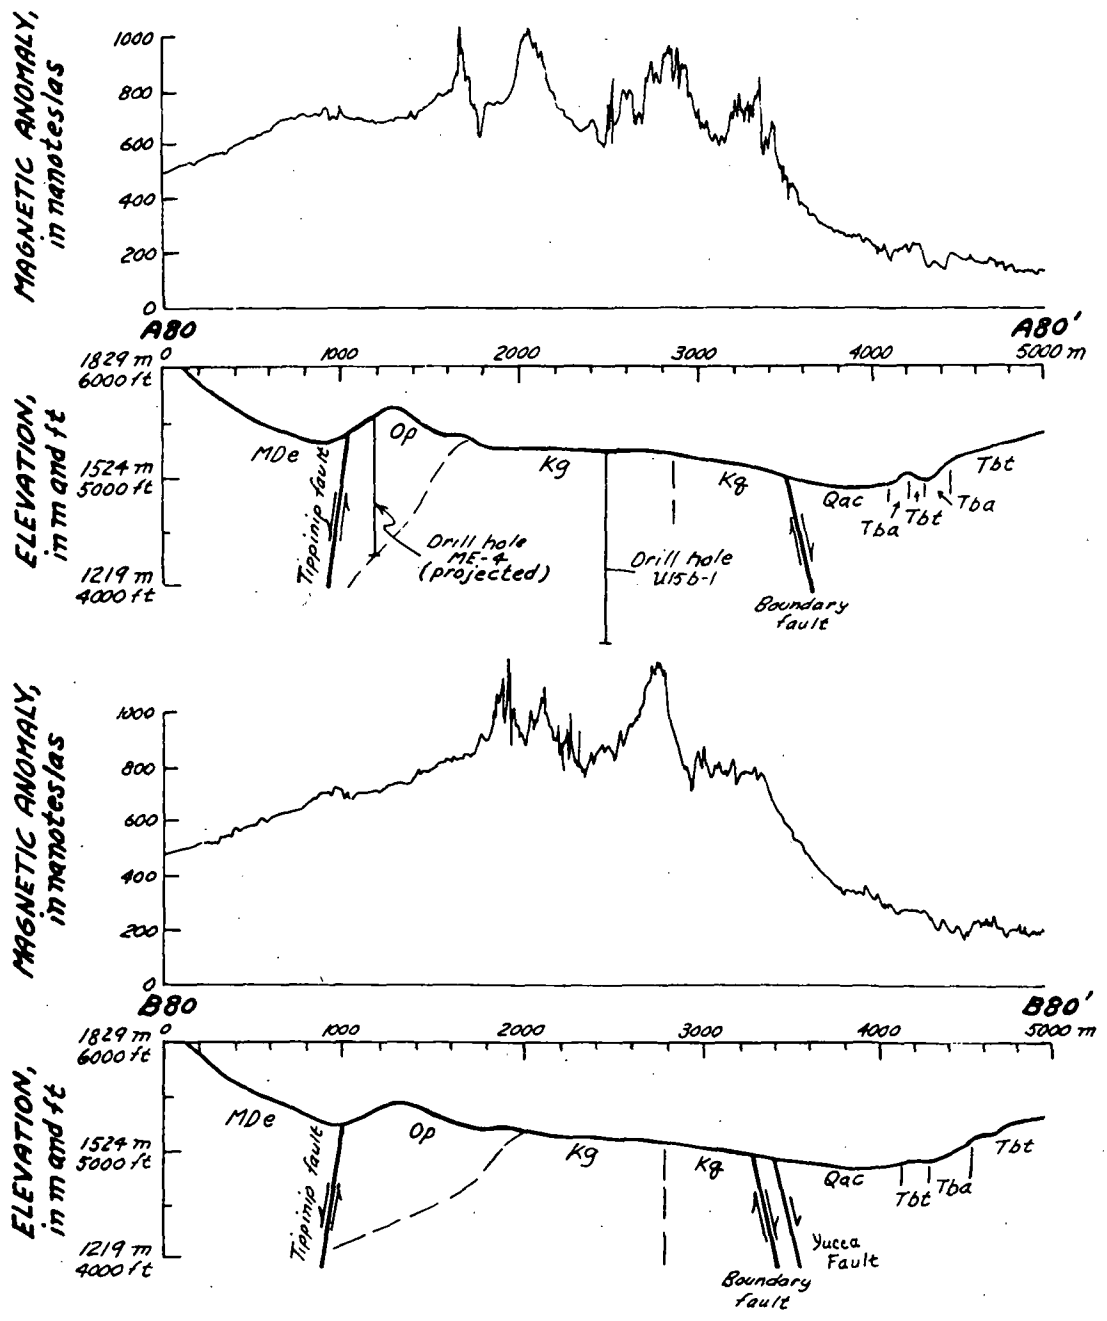 MAGNETIC ANOMALY,
in nanoteslas
1000
800
600
400
200
0
A80
A80'
0 1000 2000 3000 4000 5000 m
ELEVATION,
in m and ft
1829 m
6000 ft
1524 m
5000 ft
1219 m
4000 ft
MDe
Tippinip fault
Op
Drill hole
ME-4
(projected)
Kg
Drill hole
U15b-1
Kq
Boundary
fault
Qac
Tba
Tbt
Tba
Tbt
MAGNETIC ANOMALY,
in nanoteslas
1000
800
600
400
200
0
B80
B80'
0 1000 2000 3000 4000 5000 m
ELEVATION,
in m and ft
1829 m
6000 ft
1524 m
5000 ft
1219 m
4000 ft
MDe
Tippinip fault
Op
Kg
Kq
Boundary
fault
Yucca
Fault
Qac
Tbt
Tba
Tbt